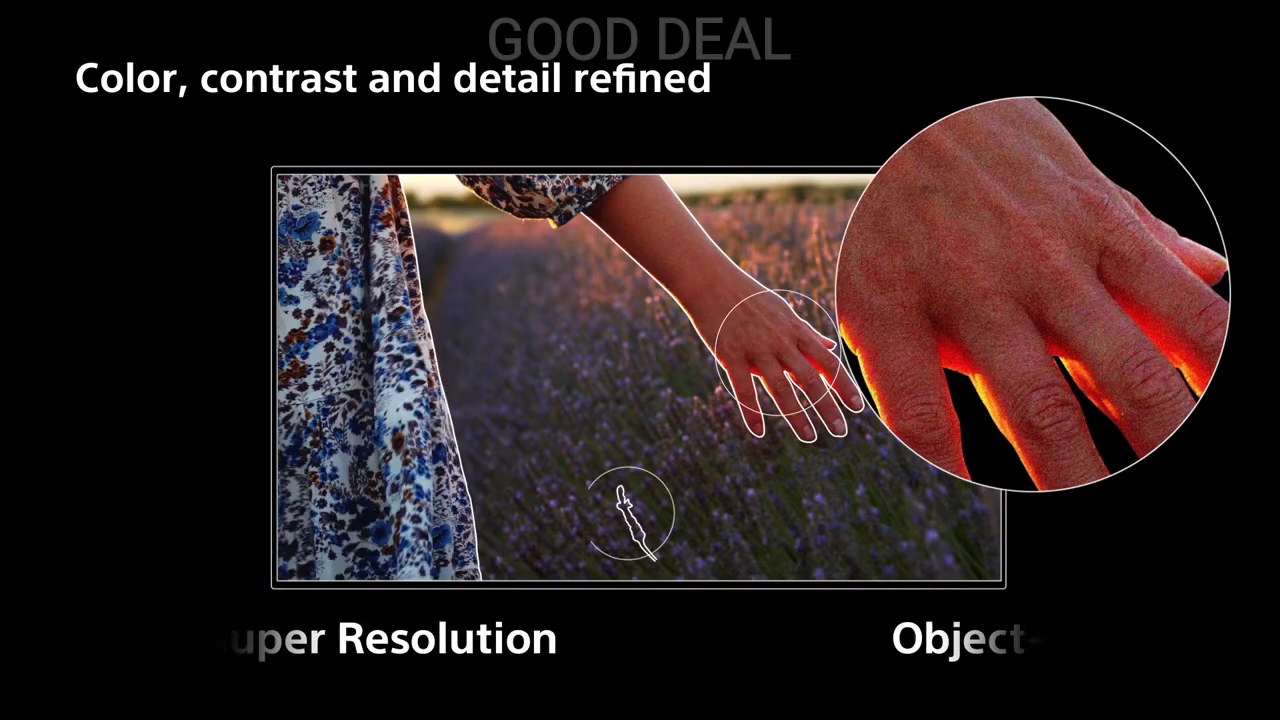 GOOD DEAL
Color, contrast and detail refined
uper Resolution
Object-